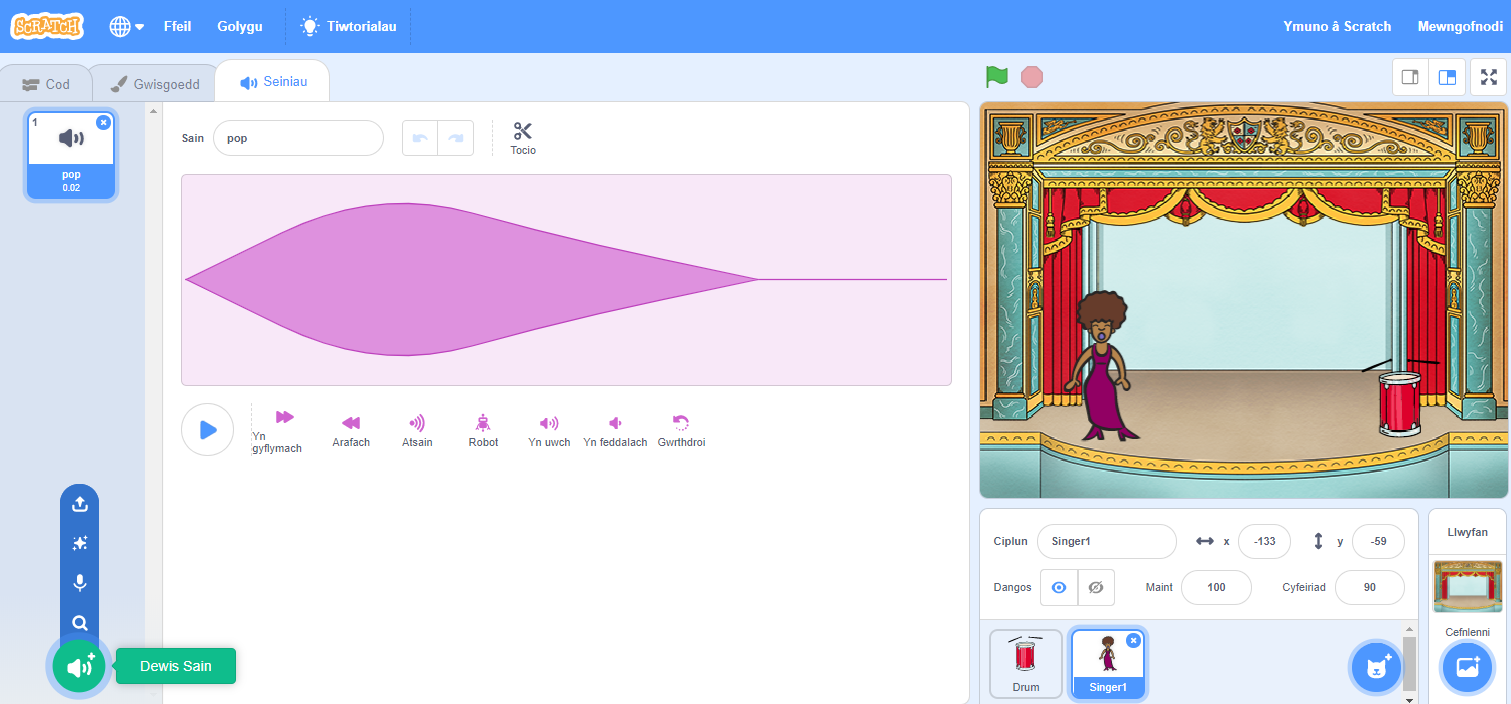 SCRATCH
Ffeil
Golygu
Tiwtorialau
Ymuno â Scratch
Mewngofnodi
Cod
Gwisgoedd
Seiniau
1
pop
0.02
Sain
pop
Tocio
Yn
gyflymach
Arafach
Atsain
Robot
Yn uwch
Yn feddalach
Gwrthdroi
Dewis Sain
Ciplun
Singer1
x
-133
y
-59
Dangos
Maint
100
Cyfeiriad
90
Drum
Singer1
Llwyfan
Cefnlenni